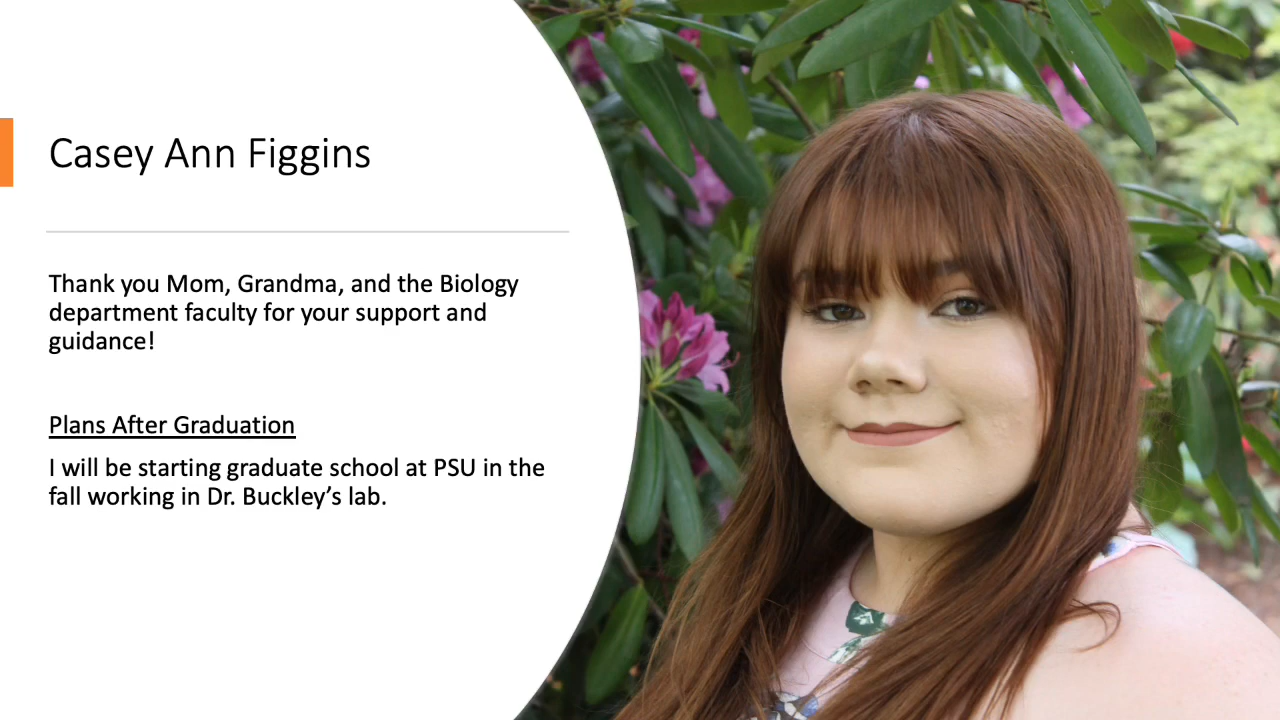 Casey Ann Figgins
Thank you Mom, Grandma, and the Biology
department faculty for your support and
guidance!
Plans After Graduation
I will be starting graduate school at PSU in the
fall working in Dr. Buckley’s lab.